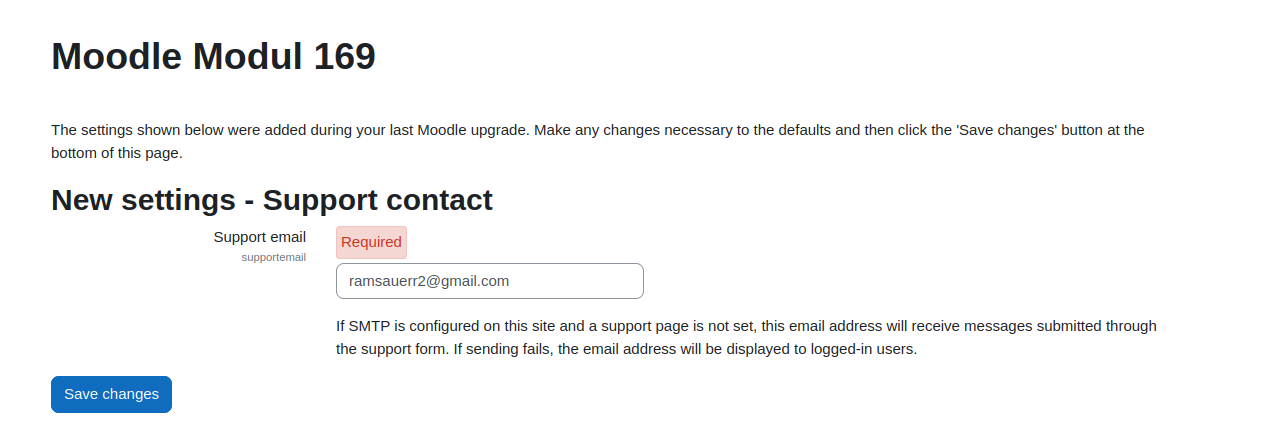 Moodle Modul 169
The settings shown below were added during your last Moodle upgrade. Make any changes necessary to the defaults and then click the 'Save changes' button at the
bottom of this page.
New settings - Support contact
Support email
supportemail
Required
ramsauerr2@gmail.com
If SMTP is configured on this site and a support page is not set, this email address will receive messages submitted through
the support form. If sending fails, the email address will be displayed to logged-in users.
Save changes